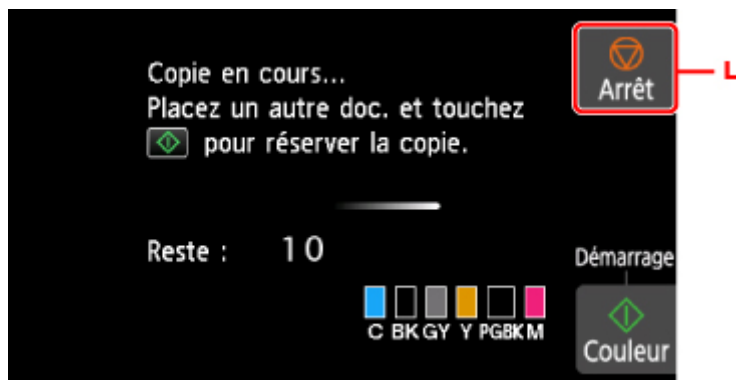 Copie en cours...
Placez un autre doc. et touchez
pour réserver la copie.
Arrêt
L
Reste : 10
C BK GY Y PGBK M
Démarrage
Couleur